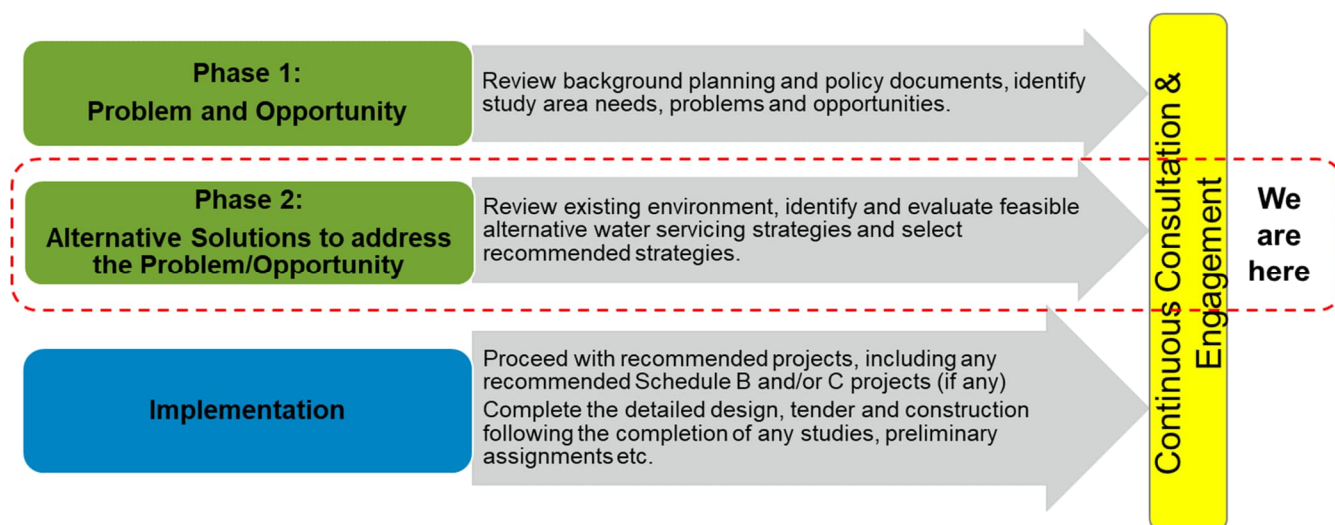 Phase 1:
Problem and Opportunity
Review background planning and policy documents, identify
study area needs, problems and opportunities.
Phase 2:
Alternative Solutions to address
the Problem/Opportunity
Review existing environment, identify and evaluate feasible
alternative water servicing strategies and select
recommended strategies.
Implementation
Proceed with recommended projects, including any
recommended Schedule B and/or C projects (if any)
Complete the detailed design, tender and construction
following the completion of any studies, preliminary
assignments etc.
Continuous Consultation &
Engagement
We
are
here